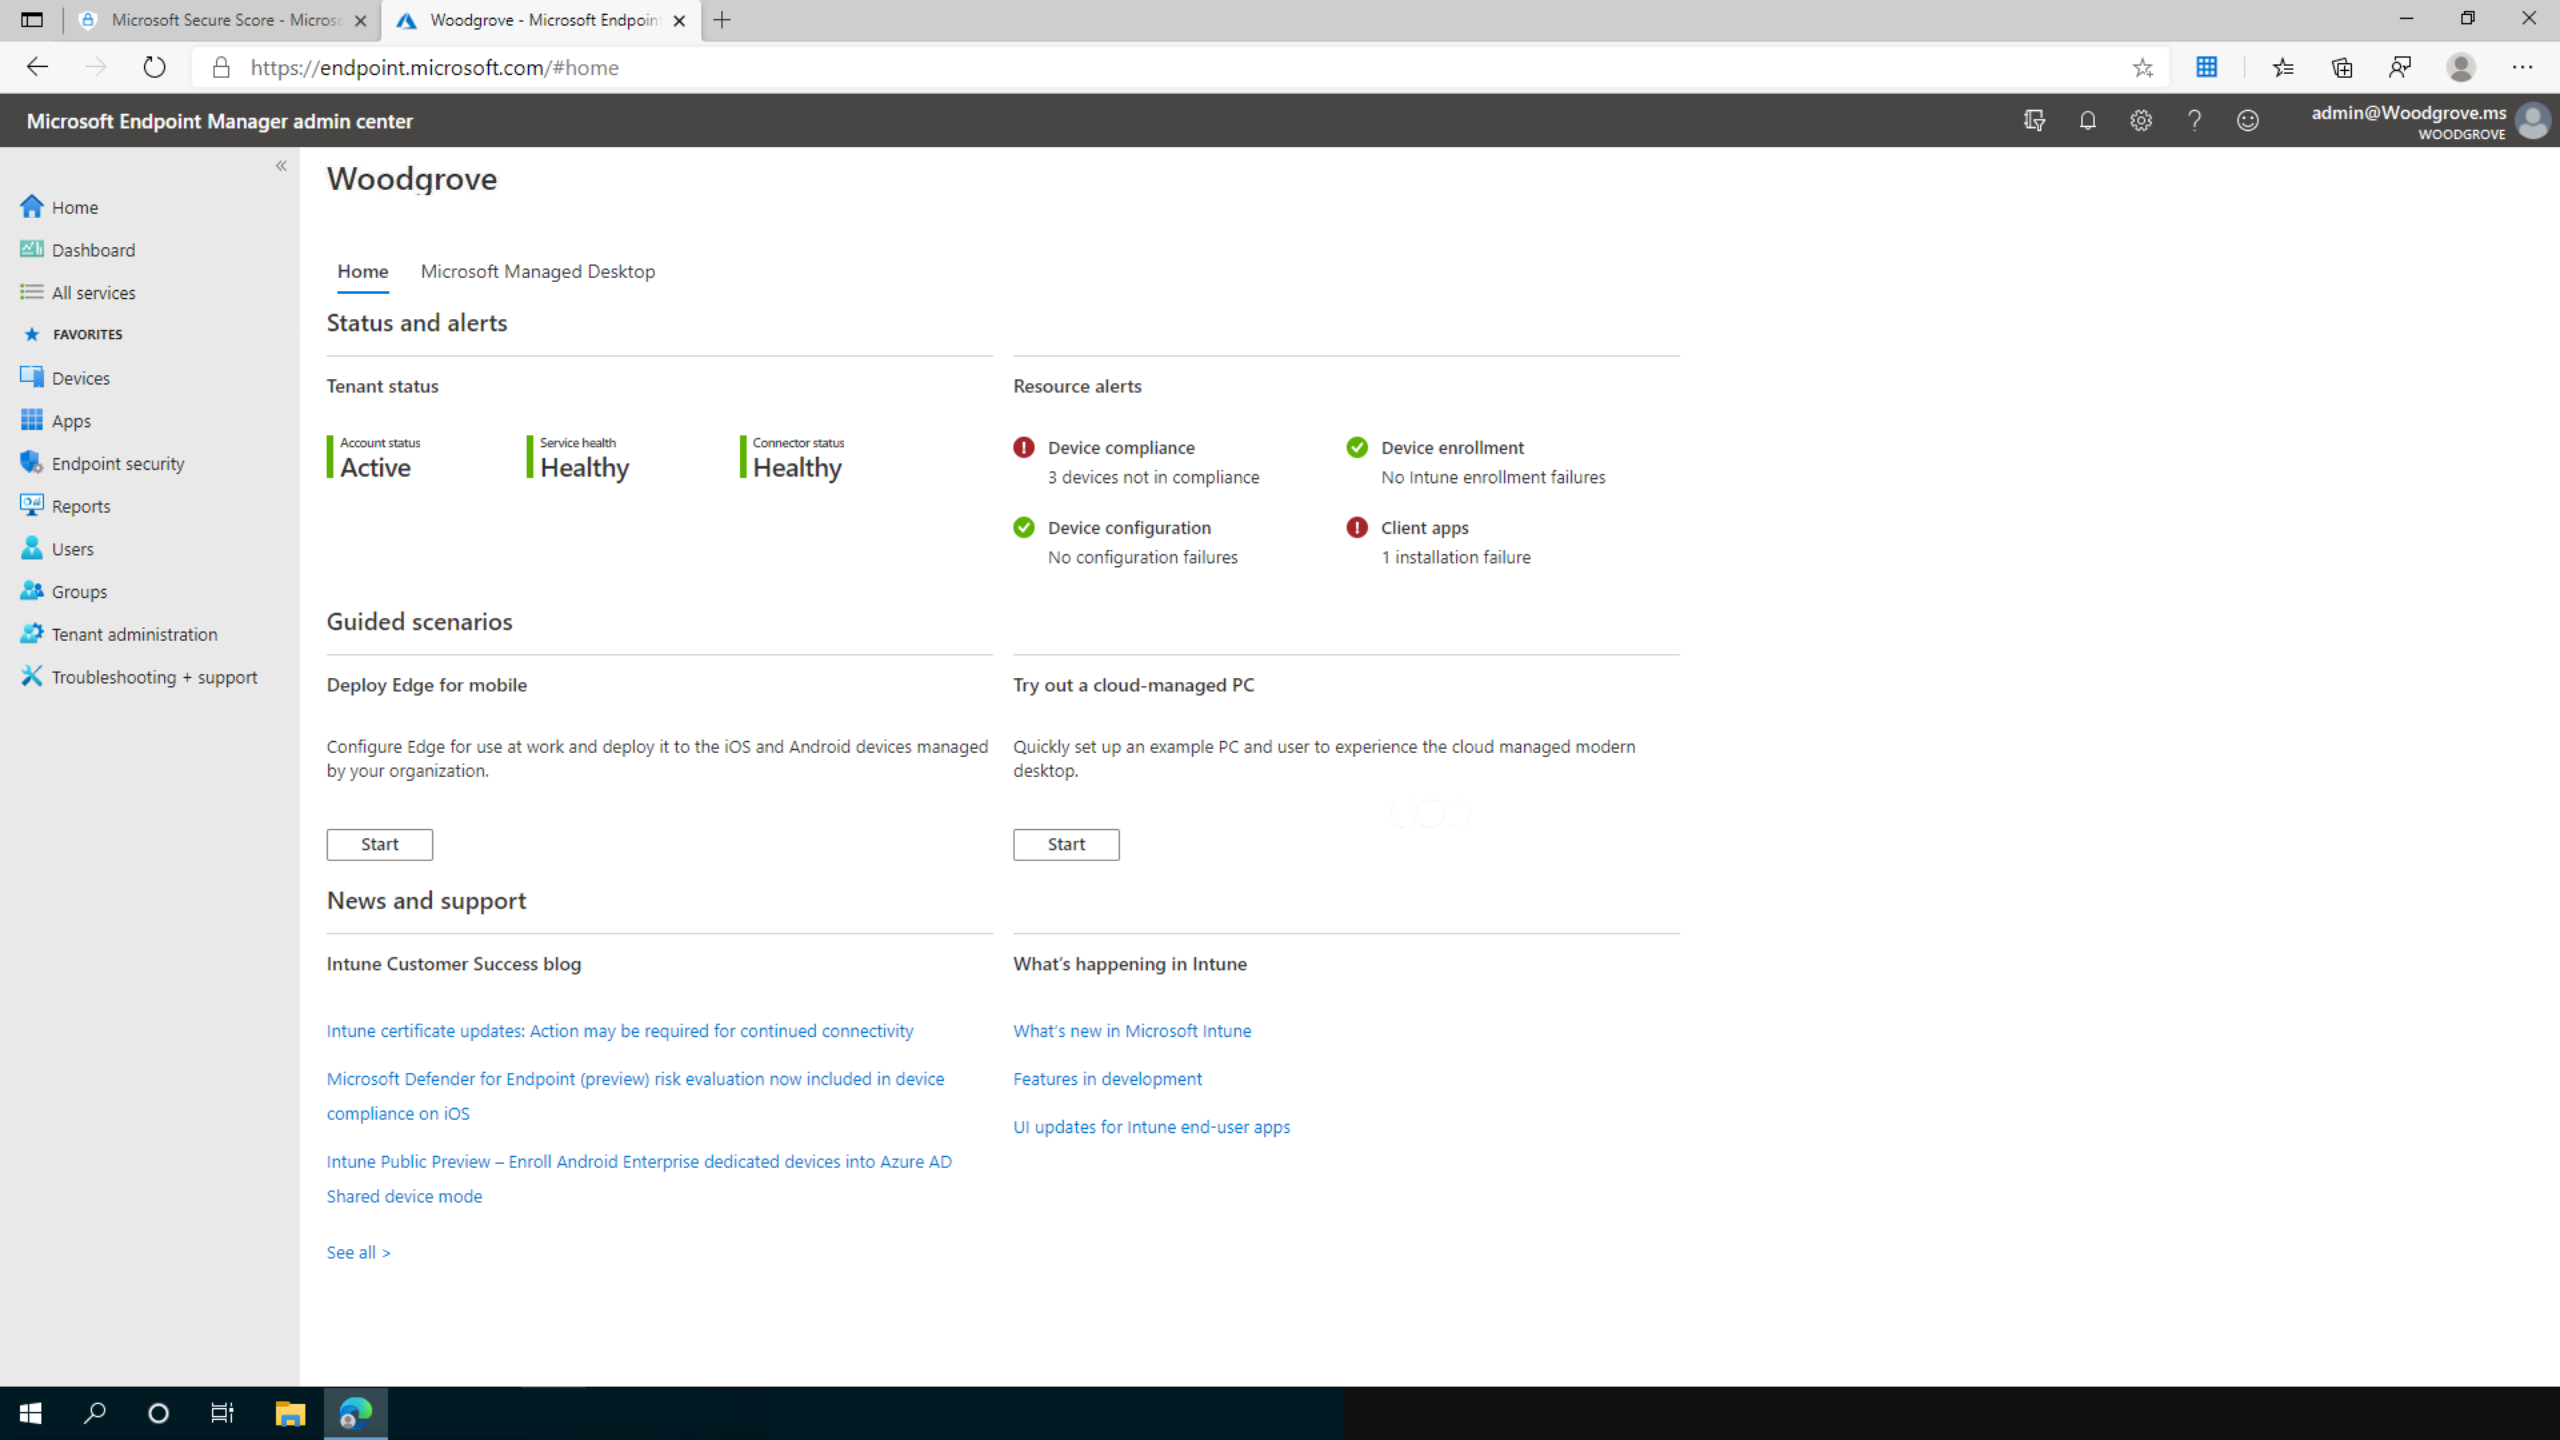 Microsoft Secure Score - Micros
Woodgrove - Microsoft Endpoin
https://endpoint.microsoft.com/#home
Microsoft Endpoint Manager admin center
admin@Woodgrove.ms
WOODGROVE
Home
Dashboard
All services
FAVORITES
Devices
Apps
Endpoint security
Reports
Users
Groups
Tenant administration
Troubleshooting + support
Woodgrove
Home
Microsoft Managed Desktop
Status and alerts
Tenant status
Account status
Active
Service health
Healthy
Connector status
Healthy
Resource alerts
Device compliance
3 devices not in compliance
Device enrollment
No Intune enrollment failures
Device configuration
No configuration failures
Client apps
1 installation failure
Guided scenarios
Deploy Edge for mobile
Configure Edge for use at work and deploy it to the iOS and Android devices managed
by your organization.
Start
Try out a cloud-managed PC
Quickly set up an example PC and user to experience the cloud managed modern
desktop.
Start
News and support
Intune Customer Success blog
Intune certificate updates: Action may be required for continued connectivity
Microsoft Defender for Endpoint (preview) risk evaluation now included in device
compliance on iOS
Intune Public Preview – Enroll Android Enterprise dedicated devices into Azure AD
Shared device mode
See all >
What's happening in Intune
What's new in Microsoft Intune
Features in development
UI updates for Intune end-user apps